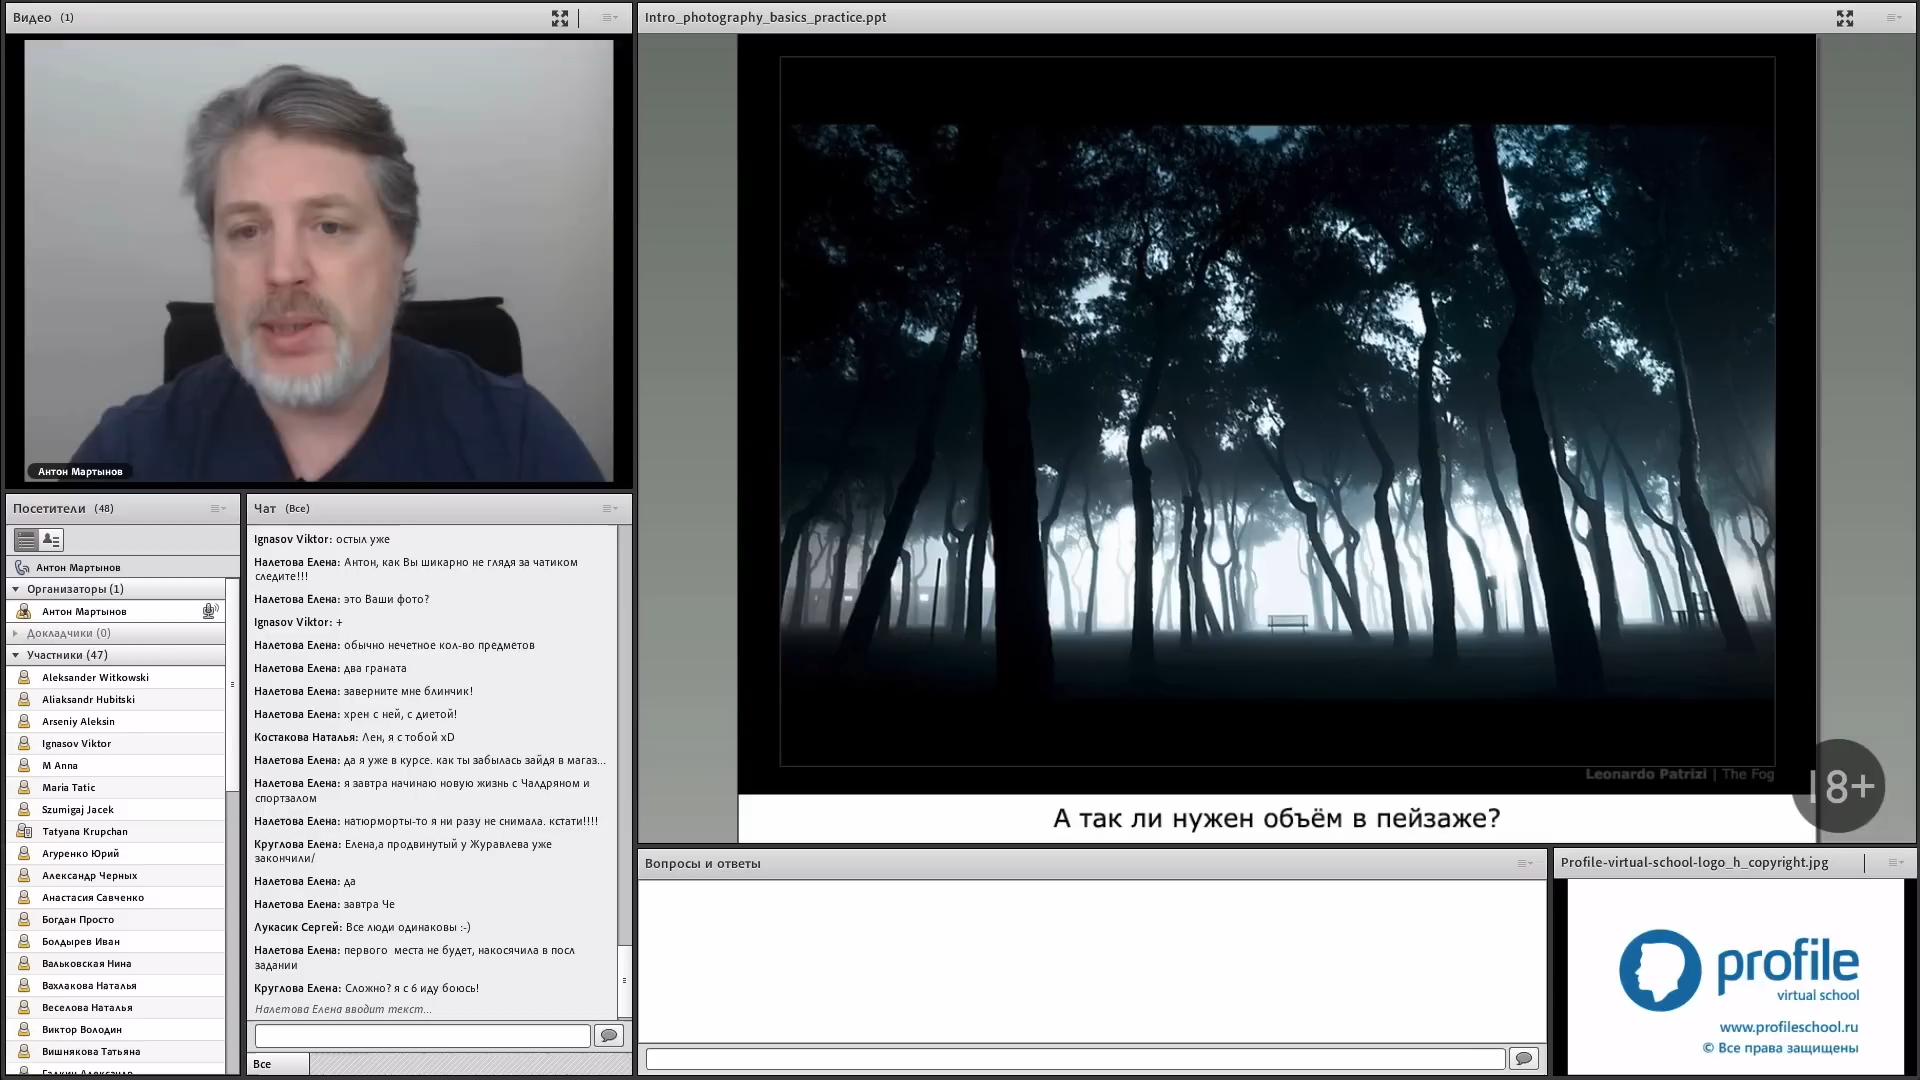 Видео (1)
Антон Мартынов
Посетители (48)
Антон Мартынов
Организаторы (1)
Антон Мартынов
Докладчики (0)
Участники (47)
Aleksander Witkowski
Aliaksandr Hubitski
Arseniy Aleksin
Ignasov Viktor
M Anna
Maria Tatic
Szumigaj Jacek
Tatyana Krupchan
Агуренко Юрий
Александр Черных
Анастасия Савченко
Богдан Просто
Болдырев Иван
Вальковская Нина
Вахлакова Наталья
Веселова Наталья
Виктор Володин
Вишнякова Татьяна
Галкин Александр
Чат (Все)
Ignasov Viktor: остыл уже
Налетова Елена: Антон, как Вы шикарно не глядя за чатиком
следите!!!
Налетова Елена: это Ваши фото?
Ignasov Viktor: +
Налетова Елена: обычно нечетное кол-во предметов
Налетова Елена: два граната
Налетова Елена: заверните мне блинчик!
Налетова Елена: хрен с ней, с диетой!
Костакова Наталья: Лен, я с тобой xD
Налетова Елена: да я уже в курсе. как ты забылась зайдя в магаз...
Налетова Елена: я завтра начинаю новую жизнь с Чалдряном и
спортзалом
Налетова Елена: натюрморты-то я ни разу не снимала. кстати!!!!
Круглова Елена: Елена,а продвинутый у Журавлева уже
закончили/
Налетова Елена: да
Налетова Елена: завтра Че
Лукасик Сергей: Все люди одинаковы :-)
Налетова Елена: первого места не будет, накосячила в посл
задании
Круглова Елена: Сложно? я с 6 иду боюсь!
Налетова Елена вводит текст...
Все
Intro_photography_basics_practice.ppt
Leonardo Patrizi | The Fog
18+
А так ли нужен объём в пейзаже?
Вопросы и ответы
Profile-virtual-school-logo_h_copyright.jpg
profile
virtual school
www.profileschool.ru
© Все права защищены